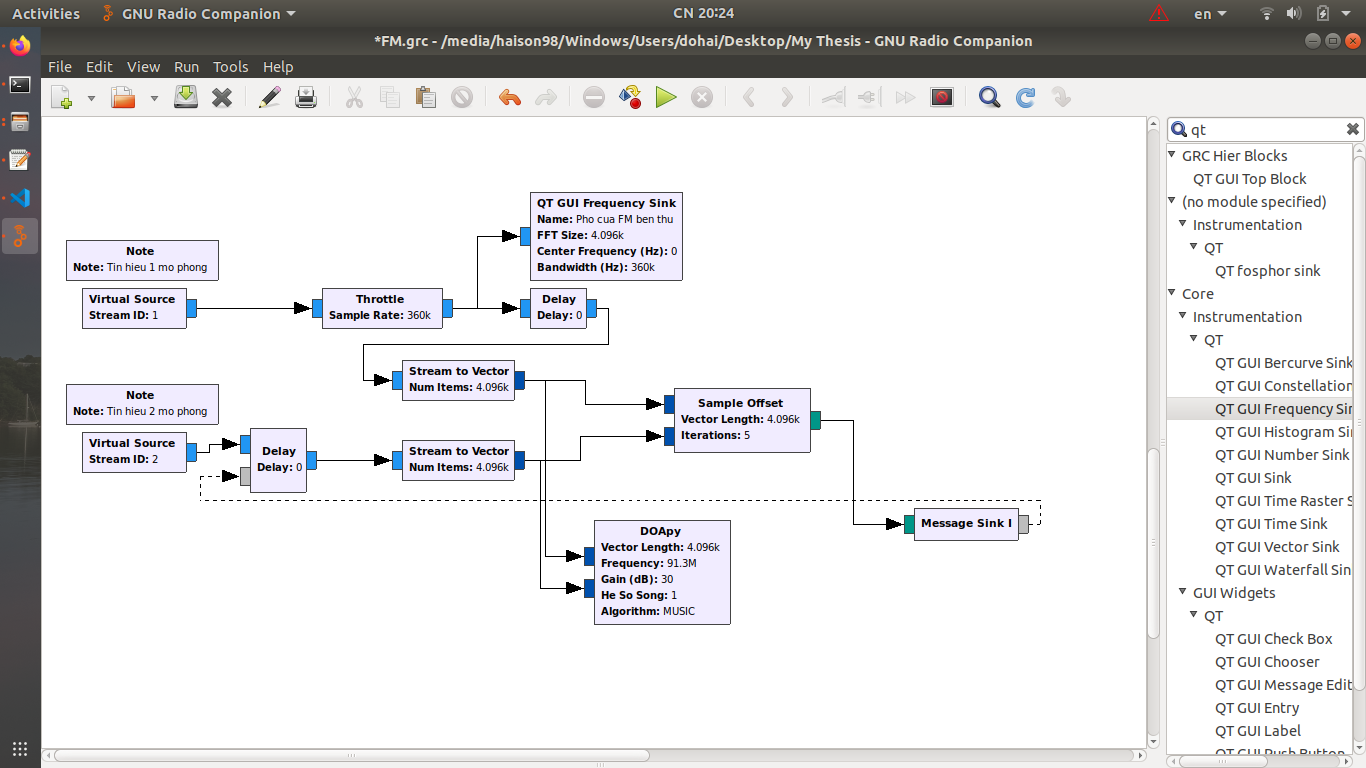 Activities
GNU Radio Companion
CN 20:24
en
*FM.grc - /media/haison98/Windows/Users/dohai/Desktop/My Thesis - GNU Radio Companion
File Edit View Run Tools Help
qt
GRC Hier Blocks
QT GUI Top Block
(no module specified)
Instrumentation
QT
QT fosphor sink
Core
Instrumentation
QT
QT GUI Bercurve Sink
QT GUI Constellation
QT GUI Frequency Sin
QT GUI Histogram Sin
QT GUI Number Sink
QT GUI Sink
QT GUI Time Raster S
QT GUI Time Sink
QT GUI Vector Sink
QT GUI Waterfall Sin
GUI Widgets
QT
QT GUI Check Box
QT GUI Chooser
QT GUI Message Edit
QT GUI Entry
QT GUI Label
QT GUI Push Button
QT GUI Frequency Sink
Name: Pho cua FM ben thu
FFT Size: 4.096k
Center Frequency (Hz): 0
Bandwidth (Hz): 360k
Note
Note: Tin hieu 1 mo phong
Virtual Source
Stream ID: 1
Throttle
Sample Rate: 360k
Delay
Delay: 0
Stream to Vector
Num Items: 4.096k
Note
Note: Tin hieu 2 mo phong
Virtual Source
Stream ID: 2
Delay
Delay: 0
Stream to Vector
Num Items: 4.096k
Sample Offset
Vector Length: 4.096k
Iterations: 5
Message Sink I
DOApy
Vector Length: 4.096k
Frequency: 91.3M
Gain (dB): 30
He So Song: 1
Algorithm: MUSIC